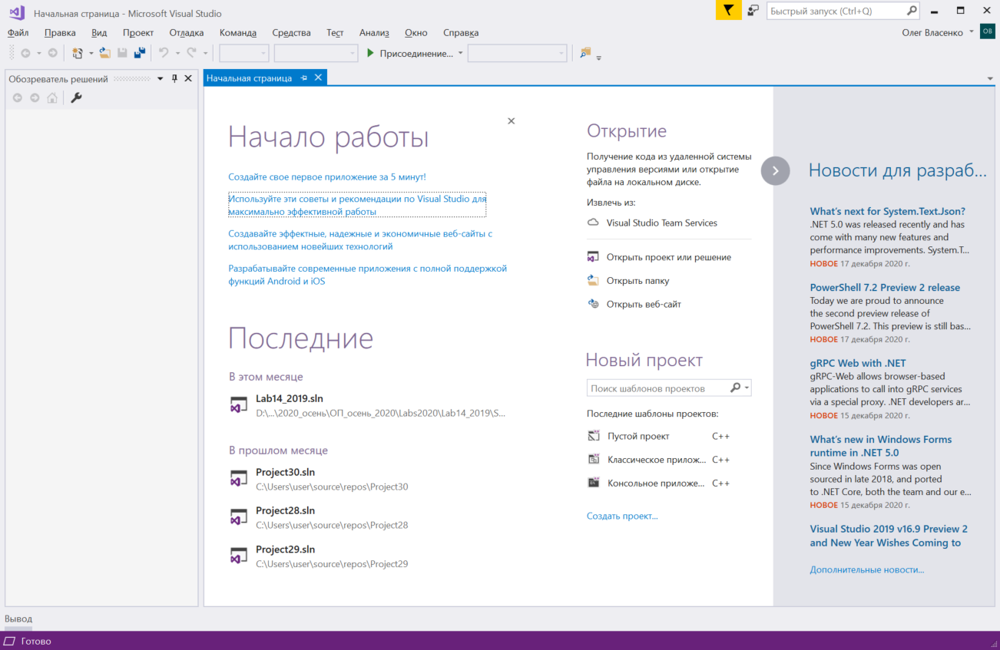 Начальная страница - Microsoft Visual Studio
Быстрый запуск (Ctrl+Q)
Файл Правка Вид Проект Отладка Команда Средства Тест Анализ Окно Справка
Олег Власенко
ОВ
Присоединение...
Обозреватель решений
Начальная страница
Начало работы
Создайте свое первое приложение за 5 минут!
Используйте эти советы и рекомендации по Visual Studio для
максимально эффективной работы
Создавайте эффектные, надежные и экономичные веб-сайты с
использованием новейших технологий
Разрабатывайте современные приложения с полной поддержкой
функций Android и iOS
Последние
В этом месяце
Lab14_2019.sln
D:\...\2020_осень\ОП_осень_2020\Labs2020\Lab14_2019\S...
В прошлом месяце
Project30.sln
C:\Users\user\source\repos\Project30
Project28.sln
C:\Users\user\source\repos\Project28
Project29.sln
C:\Users\user\source\repos\Project29
Открытие
Получение кода из удаленной системы
управления версиями или открытие
файла на локальном диске.
Извлечь из:
Visual Studio Team Services
Открыть проект или решение
Открыть папку
Открыть веб-сайт
Новый проект
Поиск шаблонов проектов
Последние шаблоны проектов:
Пустой проект C++
Классическое прилож... C++
Консольное приложе... C++
Создать проект...
Новости для разраб...
What's next for System.Text.Json?
.NET 5.0 was released recently and has
come with many new features and
performance improvements. System.T...
НОВОЕ 17 декабря 2020 г.
PowerShell 7.2 Preview 2 release
Today we are proud to announce
the second preview release of
PowerShell 7.2. This preview is still bas...
НОВОЕ 17 декабря 2020 г.
gRPC Web with .NET
gRPC-Web allows browser-based
applications to call into gRPC services
via a special proxy. .NET developers ar...
НОВОЕ 15 декабря 2020 г.
What's new in Windows Forms
runtime in .NET 5.0
Since Windows Forms was open
sourced in late 2018, and ported
to .NET Core, both the team and our e...
НОВОЕ 15 декабря 2020 г.
Visual Studio 2019 v16.9 Preview 2
and New Year Wishes Coming to
Дополнительные новости...
Вывод
Готово